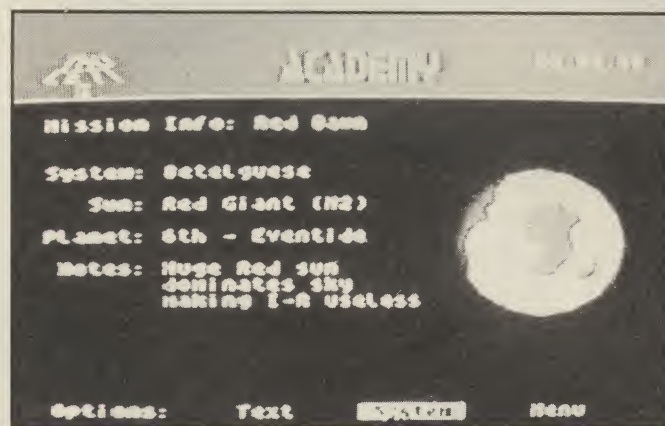 ACADEMY
Mission Info: Red Dawn
System: Betelguese
Sun: Red Giant (M2)
Planet: 6th - Eventide
Notes: Huge Red sun
dominates sky
making I-R useless
Options: Text System Menu